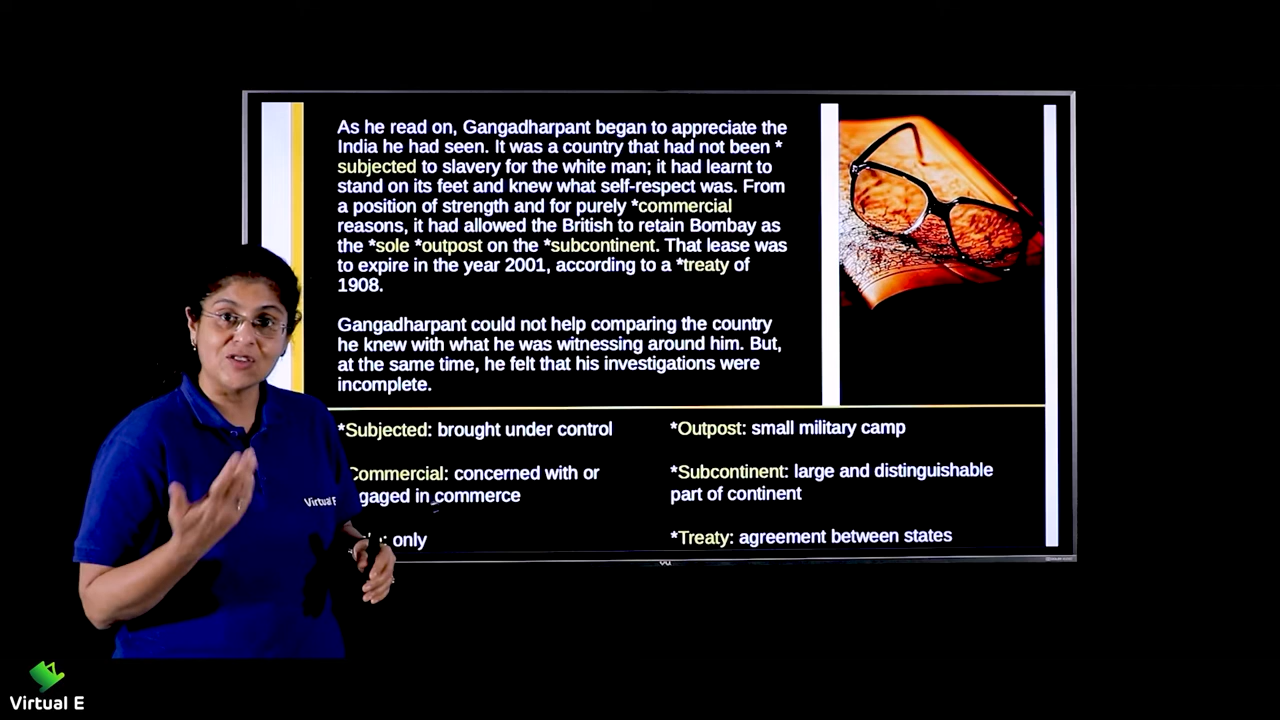 As he read on, Gangadharpant began to appreciate the
India he had seen. It was a country that had not been *
subjected to slavery for the white man; it had learnt to
stand on its feet and knew what self-respect was. From
a position of strength and for purely *commercial
reasons, it had allowed the British to retain Bombay as
the *sole *outpost on the *subcontinent. That lease was
to expire in the year 2001, according to a *treaty of
1908.
Gangadharpant could not help comparing the country
he knew with what he was witnessing around him. But,
at the same time, he felt that his investigations were
incomplete.
*Subjected: brought under control
Commercial: concerned with or
gaged in commerce
: only
*Outpost: small military camp
*Subcontinent: large and distinguishable
part of continent
*Treaty: agreement between states
Virtual E
Virtual E